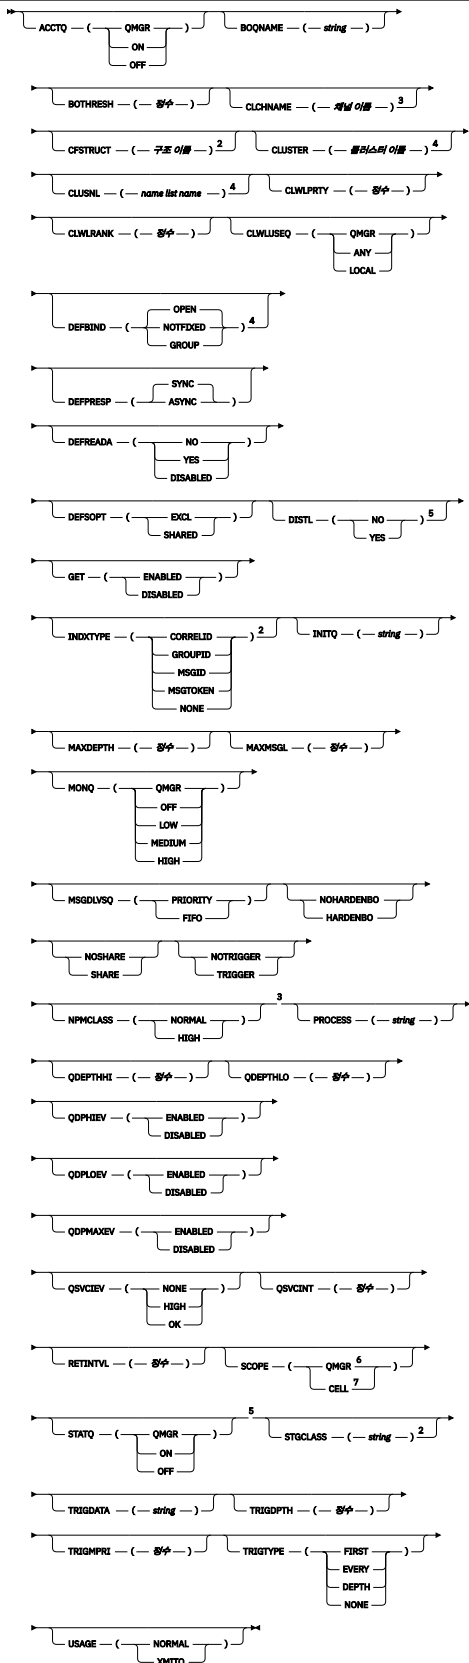 ACCTQ ( QMGR ) BOQNAME ( string )
ON
OFF
BOTHRESH ( 정수 ) CLCHNAME ( 채널 이름 ) 3
CFSTRUCT ( 구조 이름 ) 2 CLUSTER ( 클러스터 이름 ) 4
CLUSNL ( name list name ) 4 CLWLPRTY ( 정수 )
CLWLRANK ( 정수 ) CLWLUSEQ ( QMGR )
ANY
LOCAL
OPEN
DEFBIND ( NOTFIXED ) 4
GROUP
SYNC
DEFPRESP ( ASYNC )
DEFREADA ( NO )
YES
DISABLED
DEFSOPT ( EXCL ) DISTL ( NO ) 5
SHARED YES
GET ( ENABLED )
DISABLED
INDXTYPE ( CORRELID ) 2 INITQ ( string )
GROUPID
MSGID
MSGTOKEN
NONE
MAXDEPTH ( 정수 ) MAXMSGL ( 정수 )
MONQ ( QMGR )
OFF
LOW
MEDIUM
HIGH
MSGDLVSQ ( PRIORITY ) NOHARDENBO
FIFO HARDENBO
NOSHARE NOTRIGGER
SHARE TRIGGER
NPMCLASS ( NORMAL ) 3 PROCESS ( string )
HIGH
QDEPTHHI ( 정수 ) QDEPTHLO ( 정수 )
QDPHIEV ( ENABLED )
DISABLED
QDPLOEV ( ENABLED )
DISABLED
QDPMAXEV ( ENABLED )
DISABLED
QSVCIEV ( NONE ) QSVCINT ( 정수 )
HIGH
OK
RETINTVL ( 정수 ) SCOPE ( QMGR 6 )
CELL 7
STATQ ( QMGR ) 5 STGCLASS ( string ) 2
ON
OFF
TRIGDATA ( string ) TRIGDPTH ( 정수 )
TRIGMPRI ( 정수 ) TRIGTYPE ( FIRST )
EVERY
DEPTH
NONE
USAGE ( NORMAL )
XMITQ